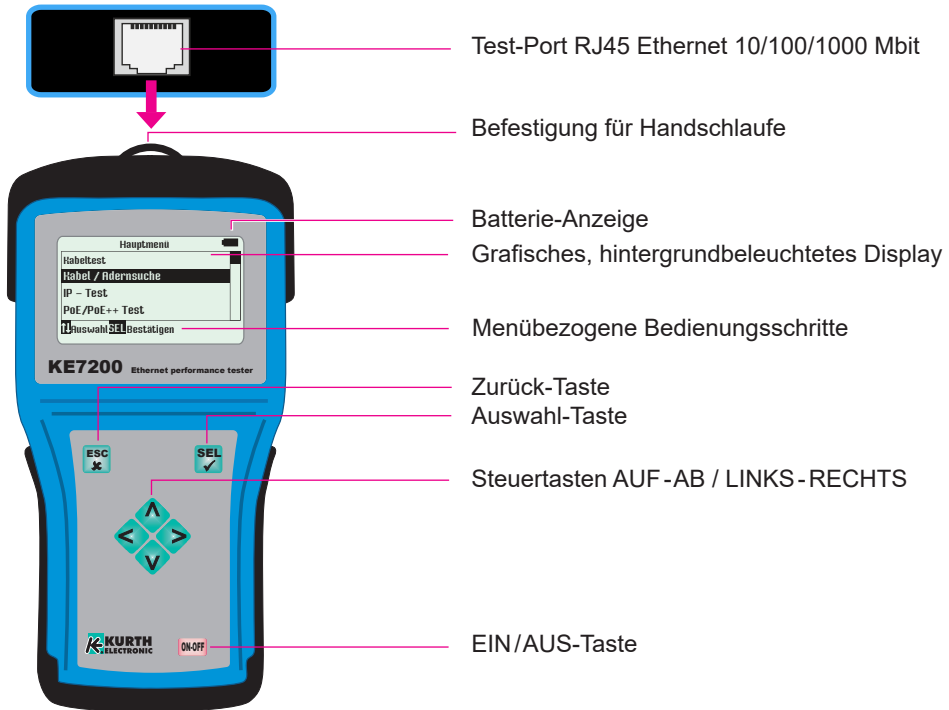 Test-Port RJ45 Ethernet 10/100/1000 Mbit
Befestigung für Handschlaufe
Batterie-Anzeige
Grafisches, hintergrundbeleuchtetes Display
Menübezogene Bedienungsschritte
Zurück-Taste
Auswahl-Taste
Steuertasten AUF-AB / LINKS-RECHTS
EIN/AUS-Taste
Hauptmenü
Kabeltest
Kabel / Adernsuche
IP - Test
PoE/PoE++ Test
↑↓Auswahl SEL Bestätigen
KE7200 Ethernet performance tester
ESC
SEL
KURTH
ELECTRONIC
ON-OFF